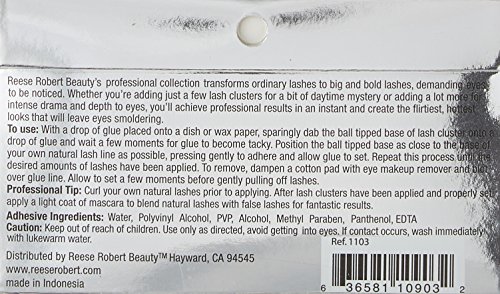 Reese Robert Beauty's professional collection transforms ordinary lashes to big and bold lashes, demanding eyes
to be noticed. Whether you're adding just a few lash clusters for a bit of daytime mystery or adding a lot more for
intense drama and depth to eyes, you'll achieve professional results in an instant and create the flirtiest, hottest
looks that will leave eyes smoldering.
To use: With a drop of glue placed onto a dish or wax paper, sparingly dab the ball tipped base of lash cluster onto a
drop of glue and wait a few moments for glue to become tacky. Position the ball tipped base as close to the base of
your own natural lash line as possible, pressing gently to adhere and allow glue to set. Repeat this process until the
desired amounts of lashes have been applied. To remove, dampen a cotton pad with eye makeup remover and blot
over glue line. Allow to set a few moments before gently pulling off lashes.
Professional Tip: Curl your own natural lashes prior to applying. After lash clusters have been applied and properly set,
apply a light coat of mascara to blend natural lashes with false lashes for fantastic results.
Adhesive Ingredients: Water, Polyvinyl Alcohol, PVP, Alcohol, Methyl Paraben, Panthenol, EDTA
Caution: Keep out of reach of children. Use only as directed, avoid getting into eyes. If contact occurs, wash immediately
with lukewarm water.
Distributed by Reese Robert Beauty™ Hayward, CA 94545
www.reeserobert.com
made in Indonesia
Ref. 1103
6 36581 10903 2